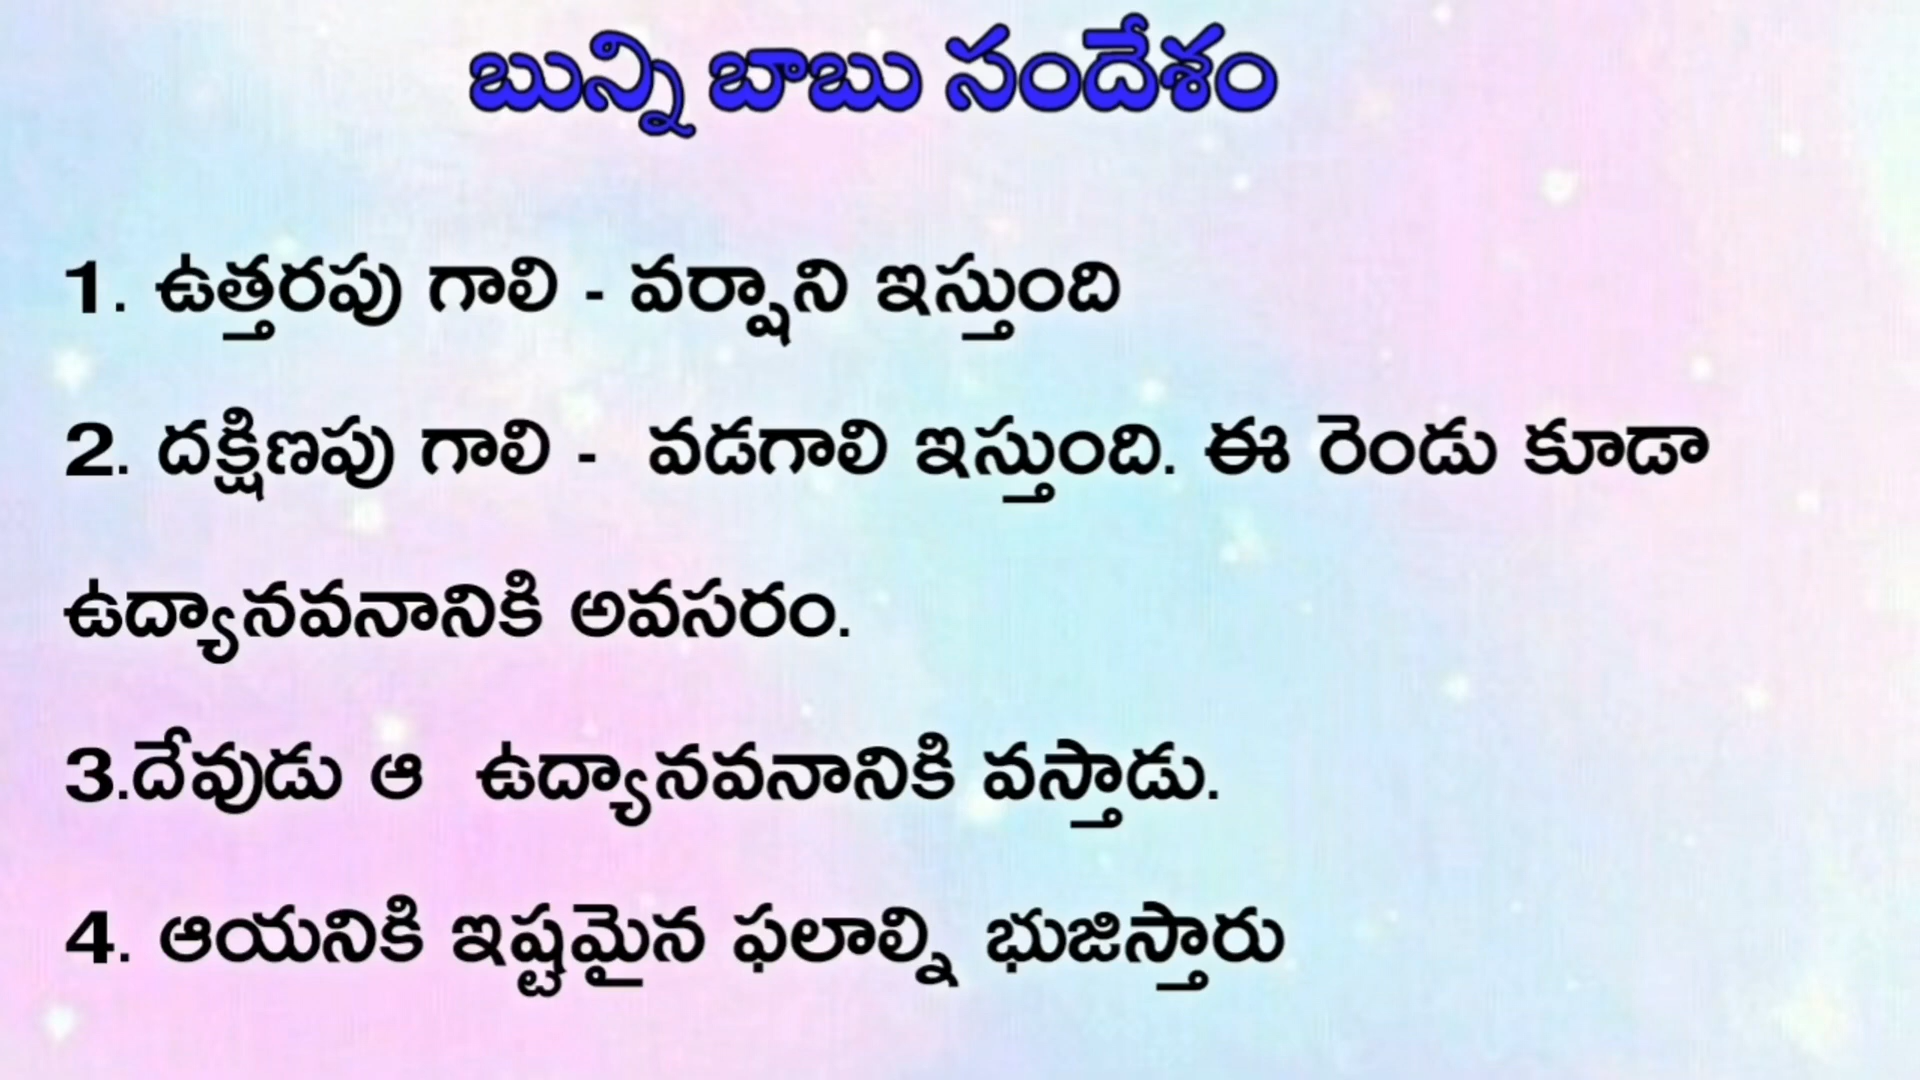 బున్ని బాబు సందేశం
1. ఉత్తరపు గాలి - వర్షాని ఇస్తుంది
2. దక్షిణపు గాలి - వడగాలి ఇస్తుంది. ఈ రెండు కూడా
ఉద్యానవనానికి అవసరం.
3.దేవుడు ఆ ఉద్యానవనానికి వస్తాడు.
4. ఆయనికి ఇష్టమైన ఫలాల్ని భుజిస్తారు